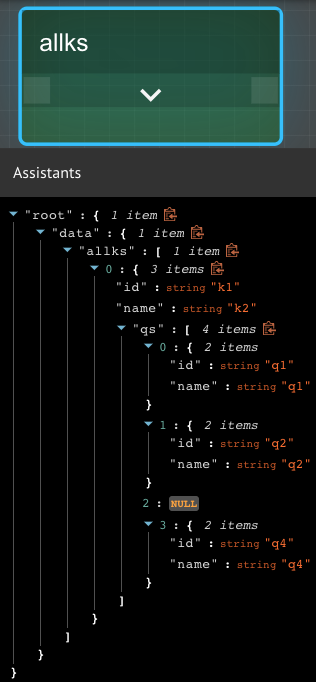 allks
Assistants
"root" : { 1 item
"data" : { 1 item
"allks" : [ 1 item
0 : { 3 items
"id" : string "k1"
"name" : string "k2"
"qs" : [ 4 items
0 : { 2 items
"id" : string "q1"
"name" : string "q1"
}
1 : { 2 items
"id" : string "q2"
"name" : string "q2"
}
2 : NULL
3 : { 2 items
"id" : string "q4"
"name" : string "q4"
}
]
}
]
}
}